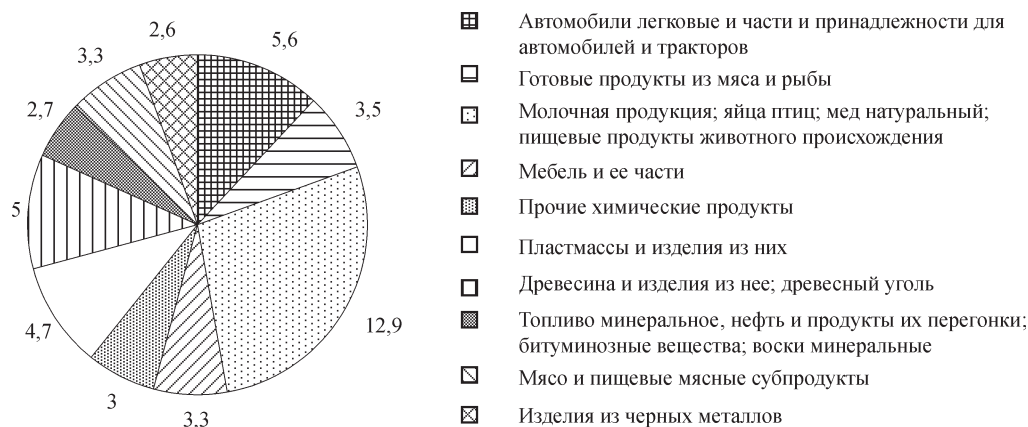 2,6
5,6
3,3
3,5
2,7
5
4,7
12,9
3
3,3
Автомобили легковые и части и принадлежности для
автомобилей и тракторов
Готовые продукты из мяса и рыбы
Молочная продукция; яйца птиц; мед натуральный;
пищевые продукты животного происхождения
Мебель и ее части
Прочие химические продукты
Пластмассы и изделия из них
Древесина и изделия из нее; древесный уголь
Топливо минеральное, нефть и продукты их перегонки;
битуминозные вещества; воски минеральные
Мясо и пищевые мясные субпродукты
Изделия из черных металлов